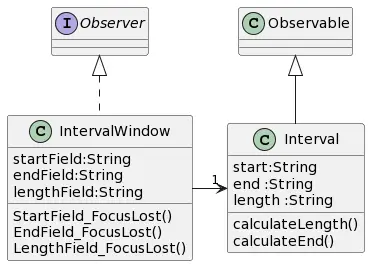 I Observer
C Observable
C IntervalWindow
startField:String
endField:String
lengthField:String
StartField_FocusLost()
EndField_FocusLost()
LengthField_FocusLost()
1
C Interval
start:String
end :String
length :String
calculateLength()
calculateEnd()